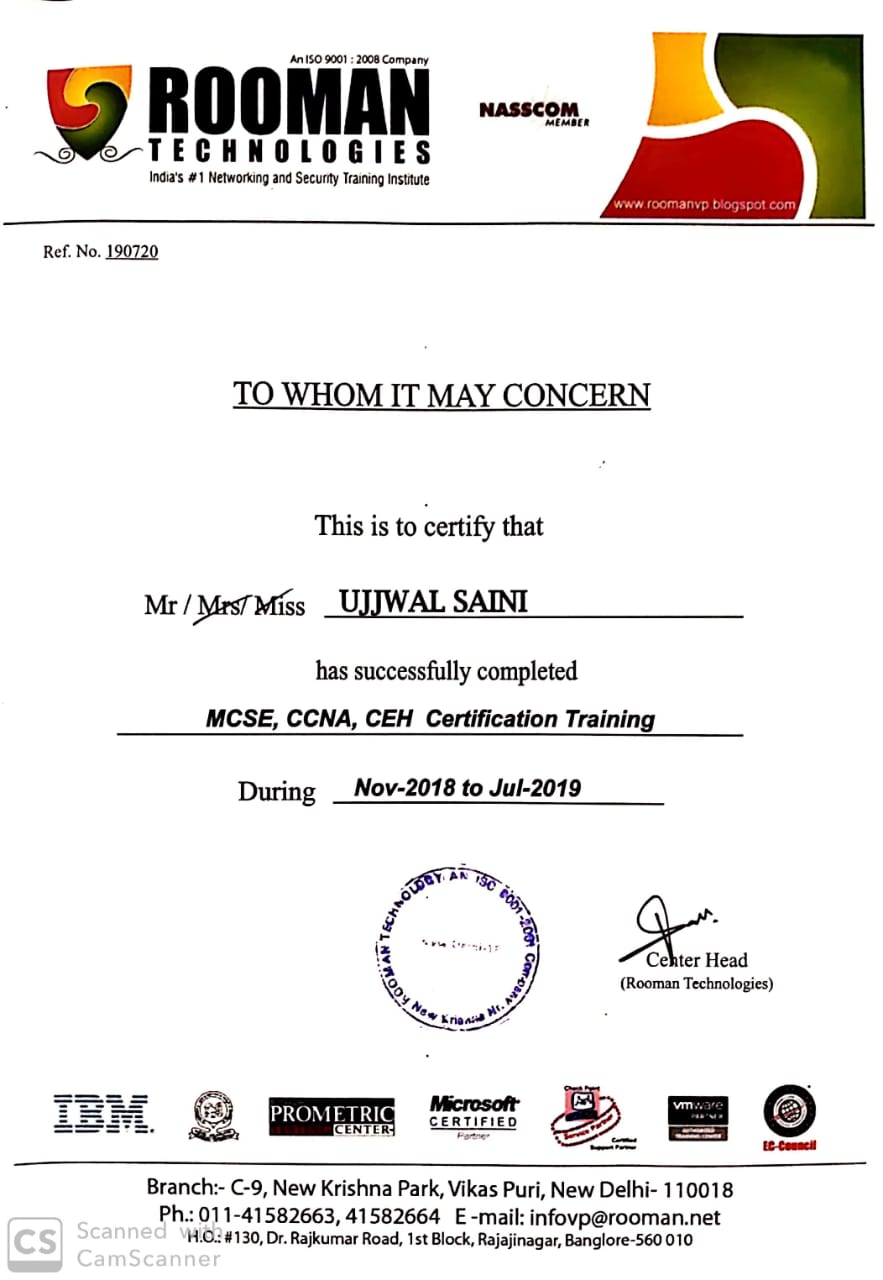 An ISO 9001 : 2008 Company
ROOMAN
TECHNOLOGIES
India's #1 Networking and Security Training Institute
NASSCOM
MEMBER
www.roomanvp.blogspot.com
Ref. No. 190720
TO WHOM IT MAY CONCERN
This is to certify that
Mr / Mrs/ Miss UJJWAL SAINI
has successfully completed
MCSE, CCNA, CEH Certification Training
During Nov-2018 to Jul-2019
ROOMAN TECHNOLOGY AN ISC 9001-2001 Company
New Krishna
Center Head
(Rooman Technologies)
IBM
PROMETRIC
CENTER
Microsoft
CERTIFIED
Partner
Check Point
Service Partner
Certified
Support Partner
vmware
PARTNER
AUTHORIZED
TRAINING CENTER
EC-Council
Branch:- C-9, New Krishna Park, Vikas Puri, New Delhi- 110018
Ph.: 011-41582663, 41582664 E -mail: infovp@rooman.net
H.O.: #130, Dr. Rajkumar Road, 1st Block, Rajajinagar, Banglore-560 010
CS Scanned with
CamScanner